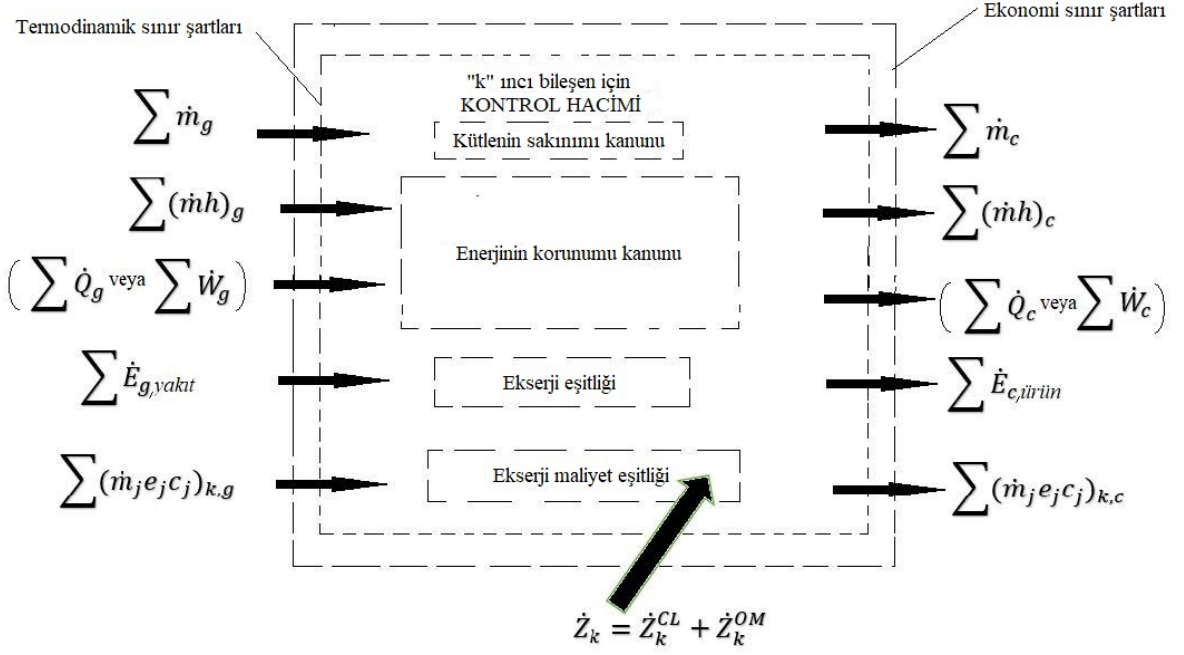 Termodinamik sınır şartları
Ekonomi sınır şartları
"k" ıncı bileşen için
KONTROL HACİMİ
∑ ṁ_g
Kütlenin sakınımı kanunu
∑ ṁ_c
∑(ṁh)_g
∑(ṁh)_c
Enerjinin korunumu kanunu
( ∑ Q̇_g veya ∑ Ẇ_g )
( ∑ Q̇_c veya ∑ Ẇ_c )
∑ Ė_g,yakıt
Ekserji eşitliği
∑ Ė_c,ürün
∑(ṁ_j e_j c_j)_k,g
Ekserji maliyet eşitliği
∑(ṁ_j e_j c_j)_k,c
Ż_k = Ż_k^CL + Ż_k^OM